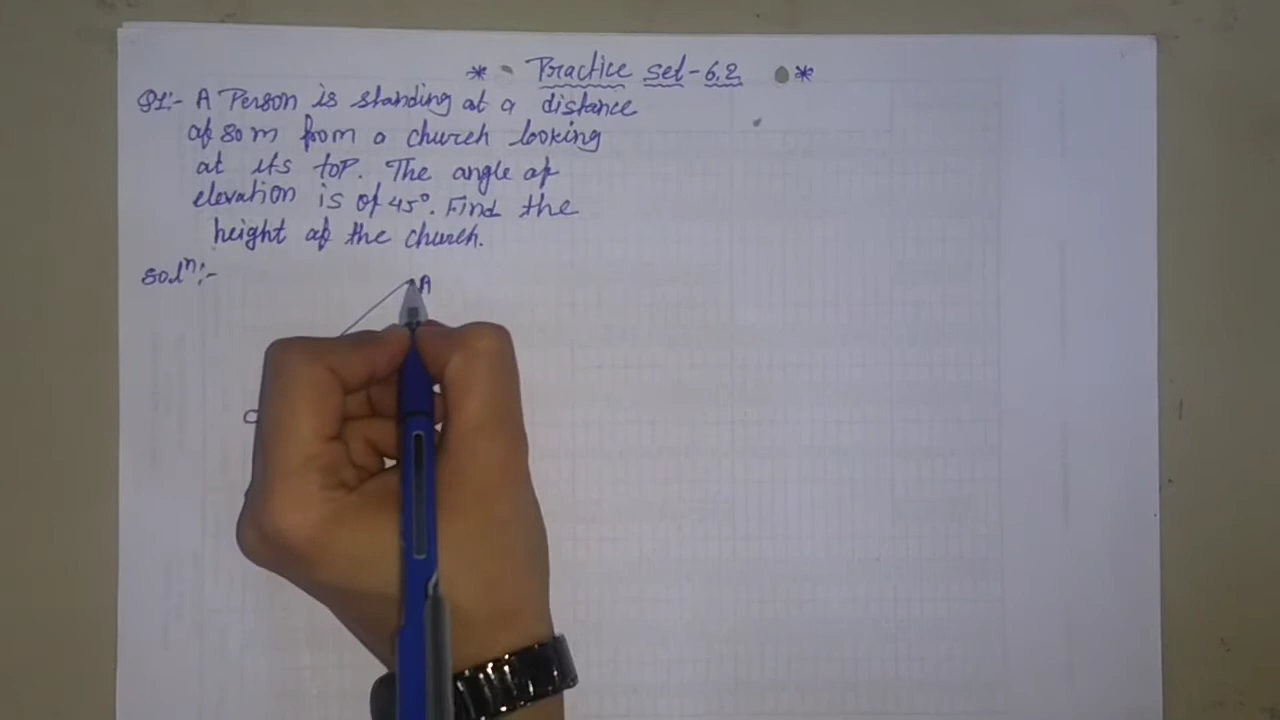 * Practice set-6.2 *
Q1:- A Person is standing at a distance
of 80 m from a church looking
at its top. The angle of
elevation is of 45°. Find the
height of the church.
solⁿ:-
A
C